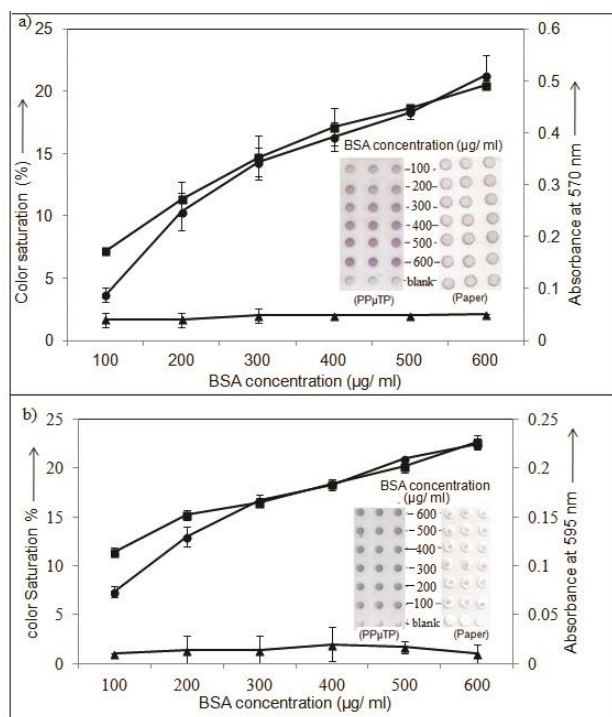 a)
25
20
15
10
5
0
Color saturation (%)
0.6
0.5
0.4
0.3
0.2
0.1
0
Absorbance at 570 nm
BSA concentration (µg/ ml)
100
200
300
400
500
600
blank
(PPµTP)
(Paper)
100 200 300 400 500 600
BSA concentration (µg/ ml)
b)
25
20
15
10
5
0
color Saturation %
0.25
0.2
0.15
0.1
0.05
0
Absorbance at 595 nm
BSA concentration
(µg/ ml)
600
500
400
300
200
100
blank
(PPµTP)
(Paper)
100 200 300 400 500 600
BSA concentration (µg/ ml)